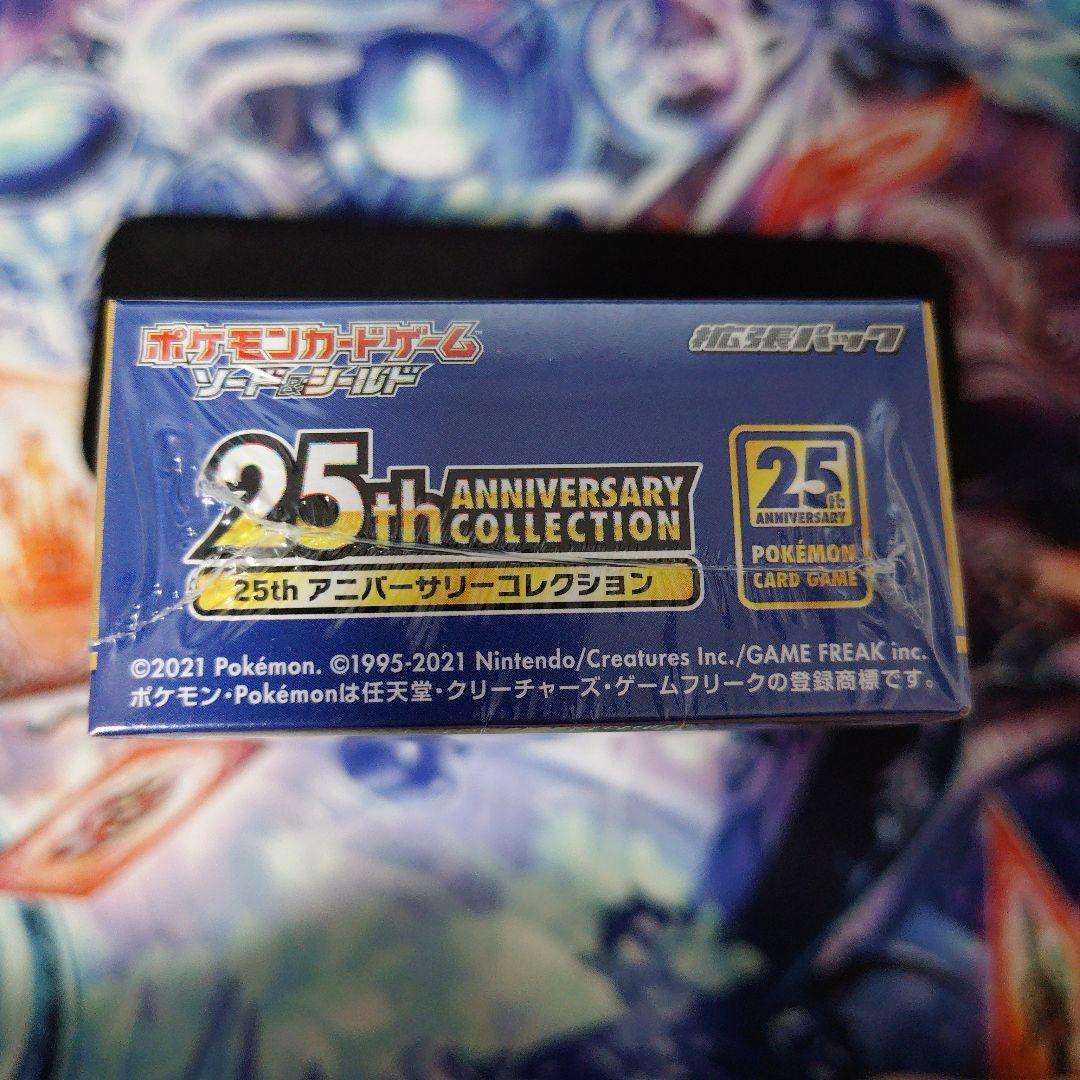 ポケモンカードゲーム
ソード&シールド
拡張パック
25th ANNIVERSARY
COLLECTION
25th アニバーサリーコレクション
25th
ANNIVERSARY
POKÉMON
CARD GAME
©2021 Pokémon. ©1995-2021 Nintendo/Creatures Inc./GAME FREAK inc.
ポケモン・Pokémonは任天堂・クリーチャーズ・ゲームフリークの登録商標です。